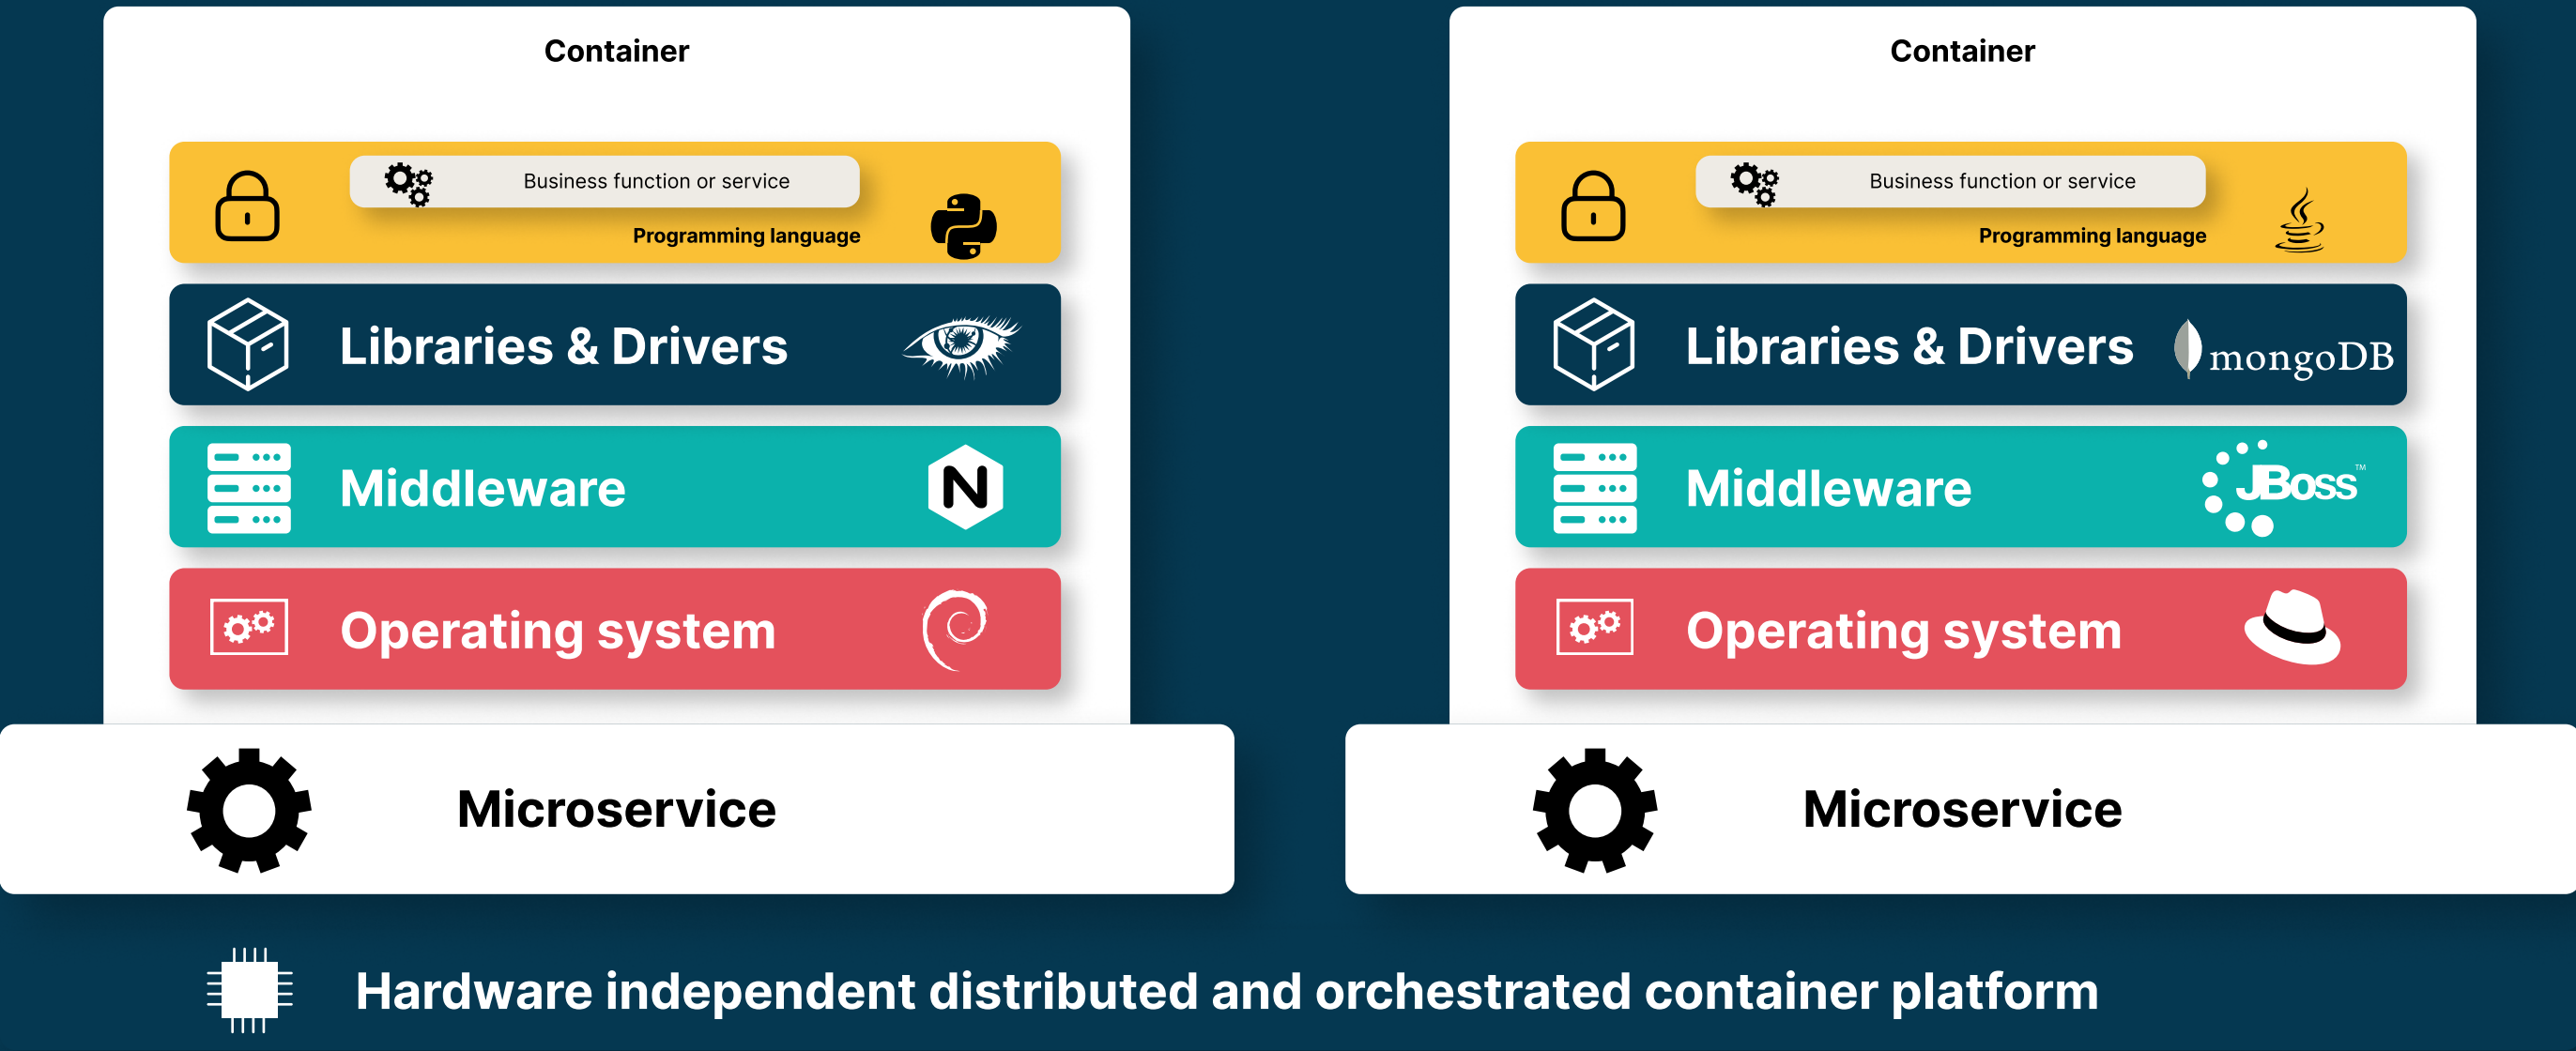 Container
Business function or service
Programming language
Libraries & Drivers
Middleware
N
Operating system
Microservice
Container
Business function or service
Programming language
Libraries & Drivers
mongoDB
Middleware
JBoss™
Operating system
Microservice
Hardware independent distributed and orchestrated container platform